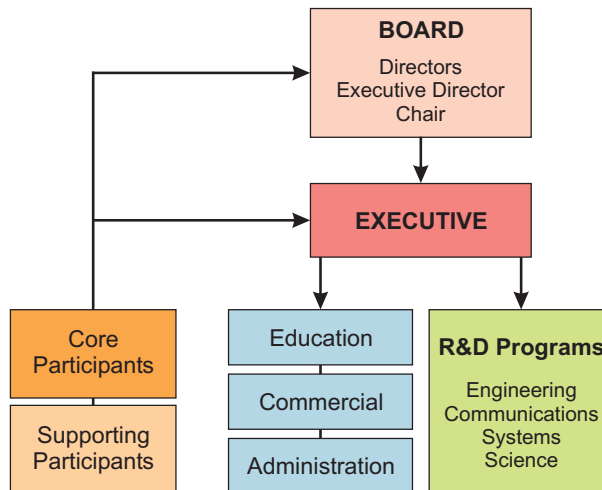 BOARD
Directors
Executive Director
Chair
EXECUTIVE
Core
Participants
Supporting
Participants
Education
Commercial
Administration
R&D Programs
Engineering
Communications
Systems
Science